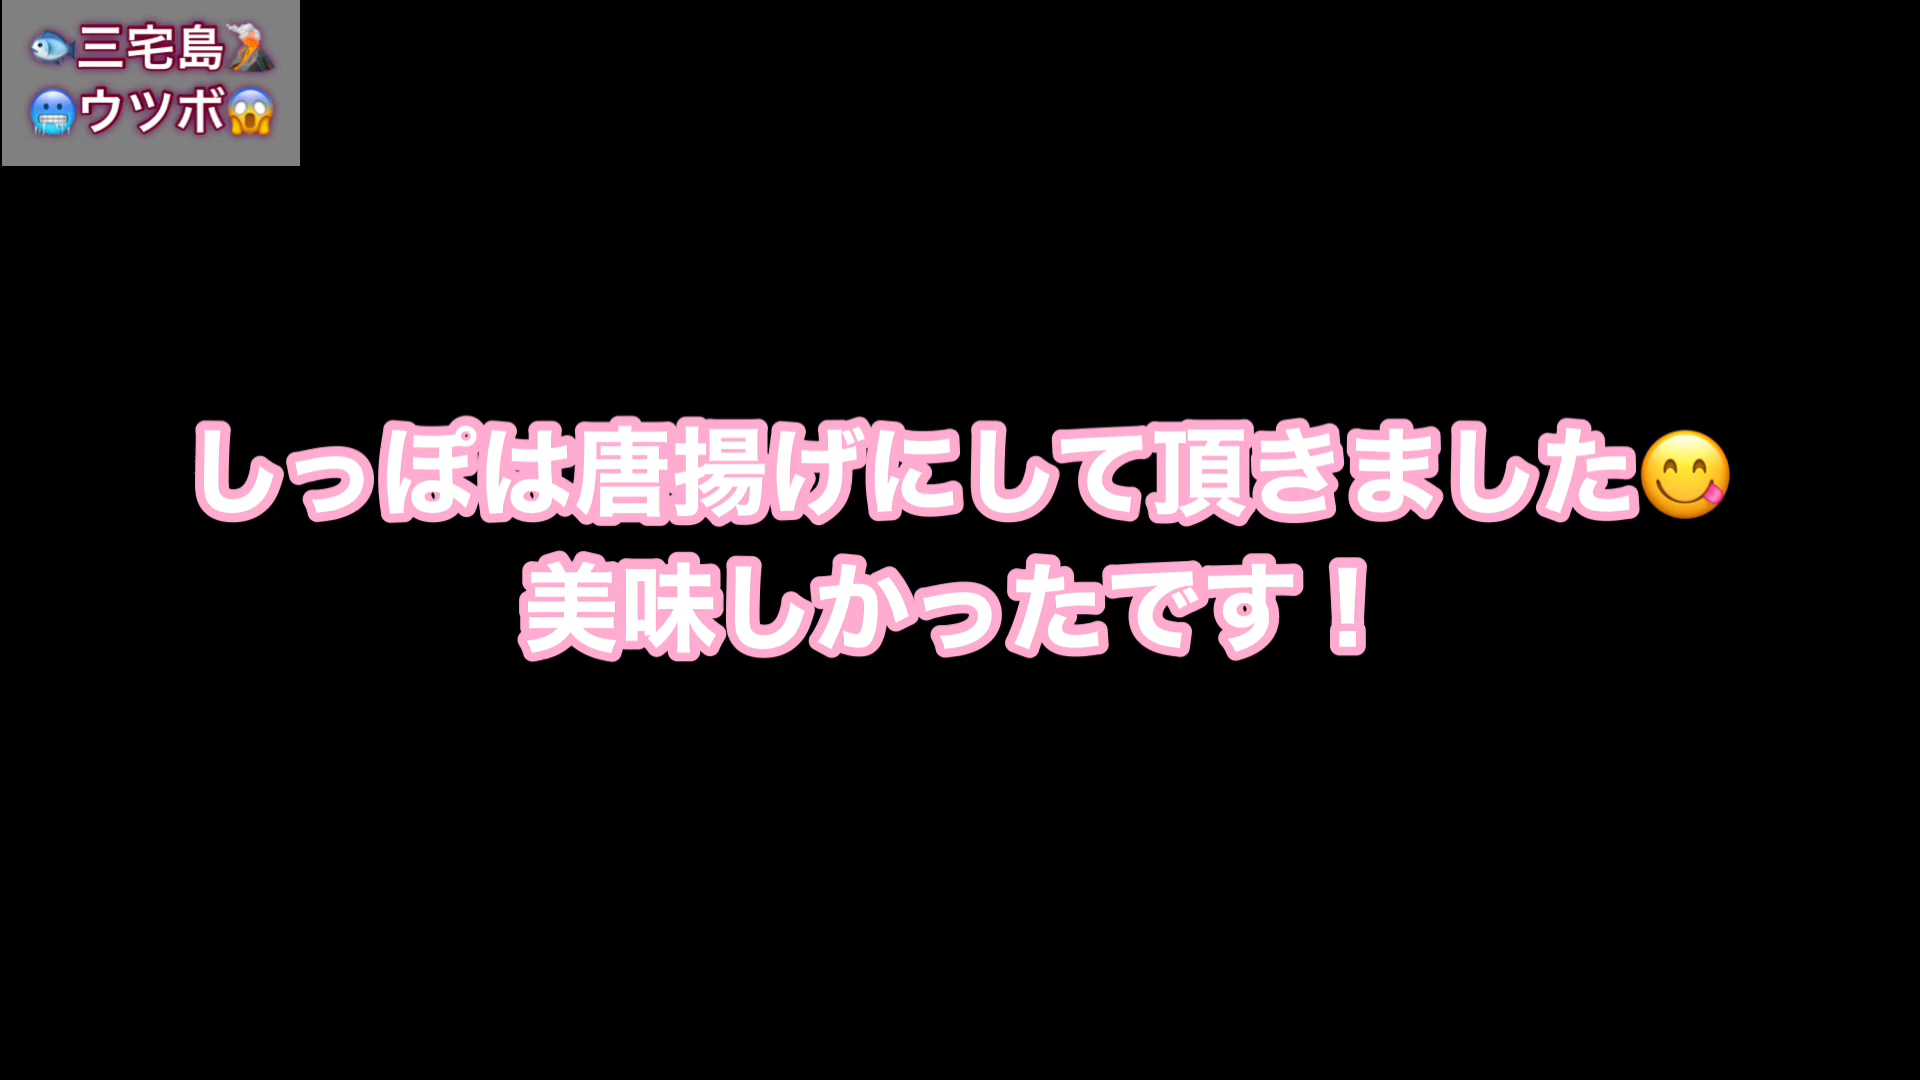 🐟三宅島🌋
🥶ウツボ😱
しっぽは唐揚げにして頂きました😋
美味しかったです！